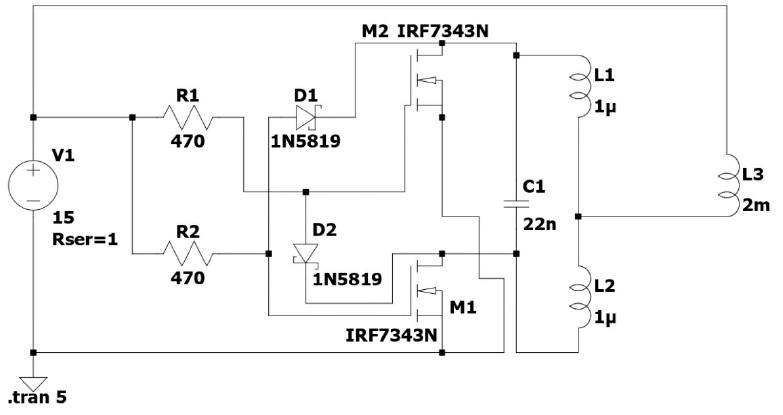 M2 IRF7343N
R1
470
D1
1N5819
L1
1µ
V1
15
Rser=1
R2
470
D2
1N5819
C1
22n
L3
2m
L2
1µ
M1
IRF7343N
.tran 5
+